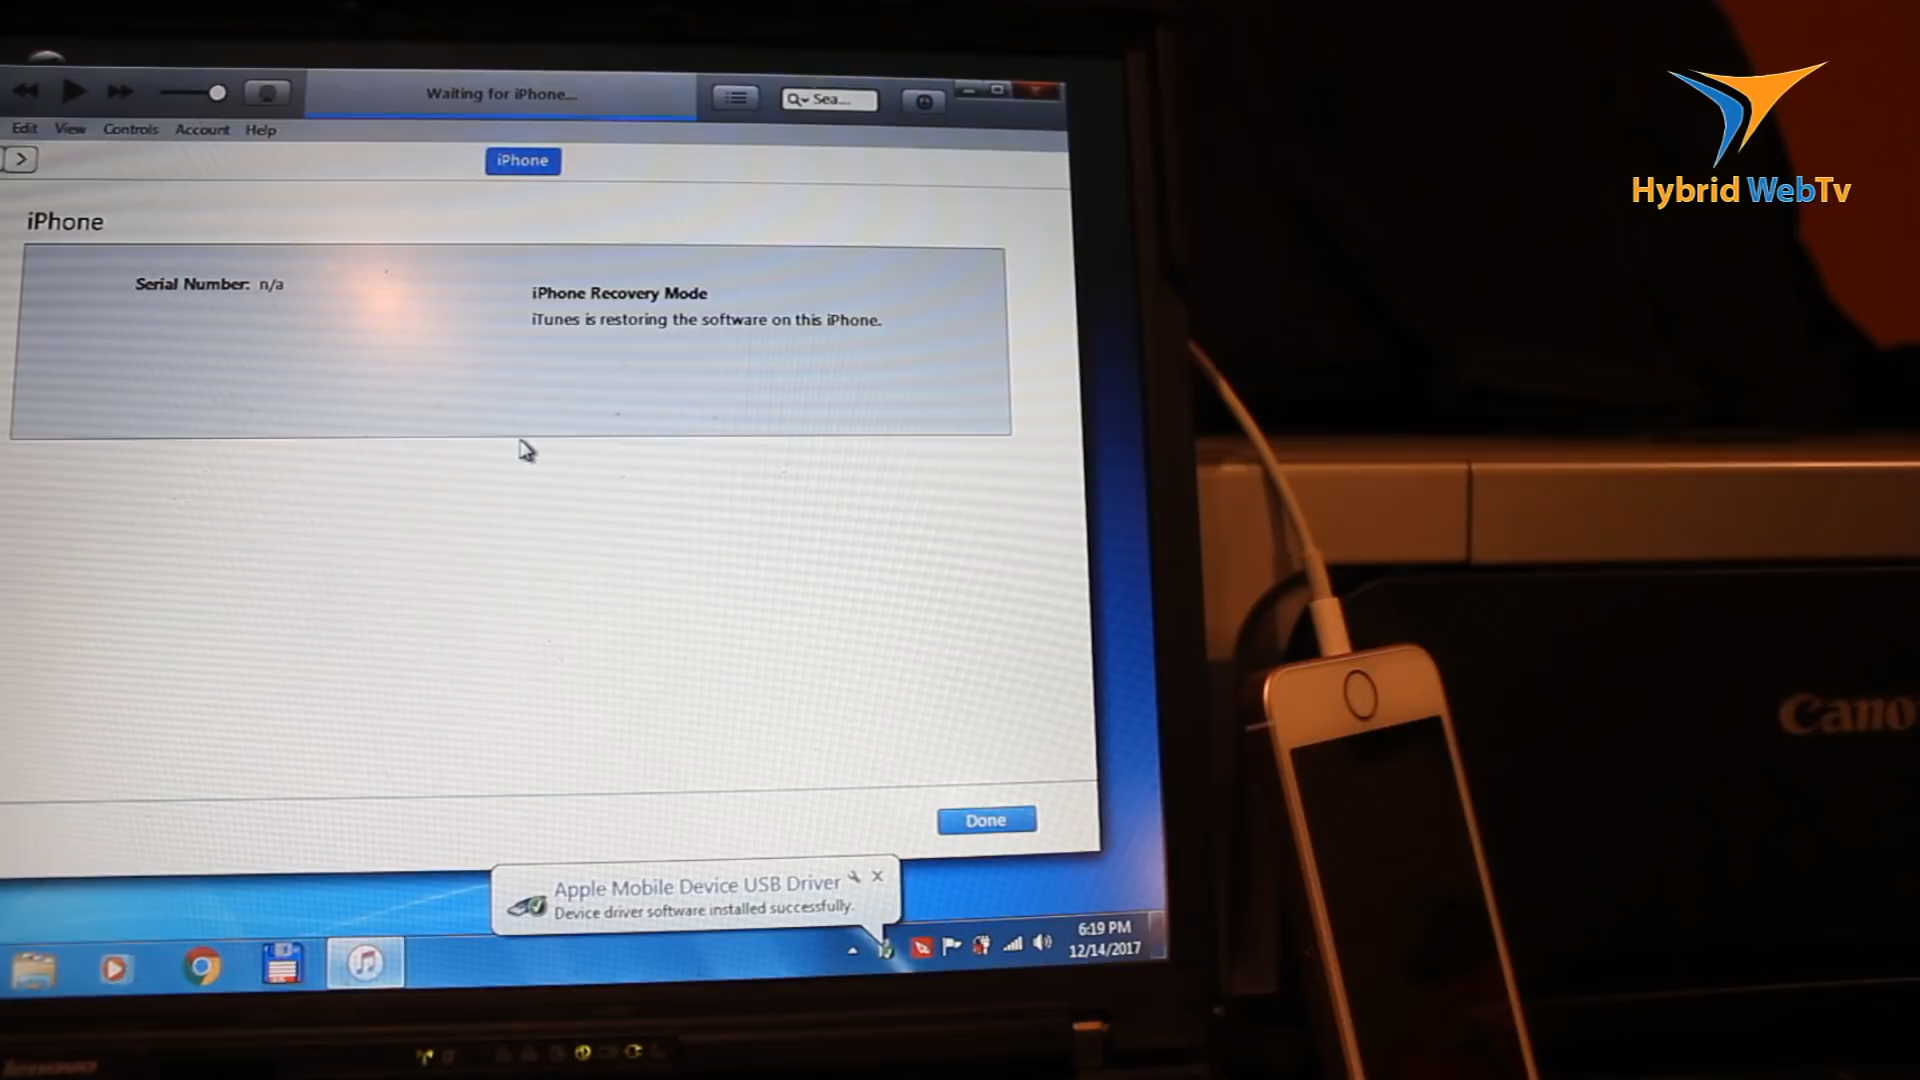 Waiting for iPhone...
Sea...
Edit View Controls Account Help
iPhone
iPhone
Serial Number: n/a
iPhone Recovery Mode
iTunes is restoring the software on this iPhone.
Done
Apple Mobile Device USB Driver
Device driver software installed successfully.
6:19 PM
12/14/2017
lenovo
Hybrid WebTv
Cano